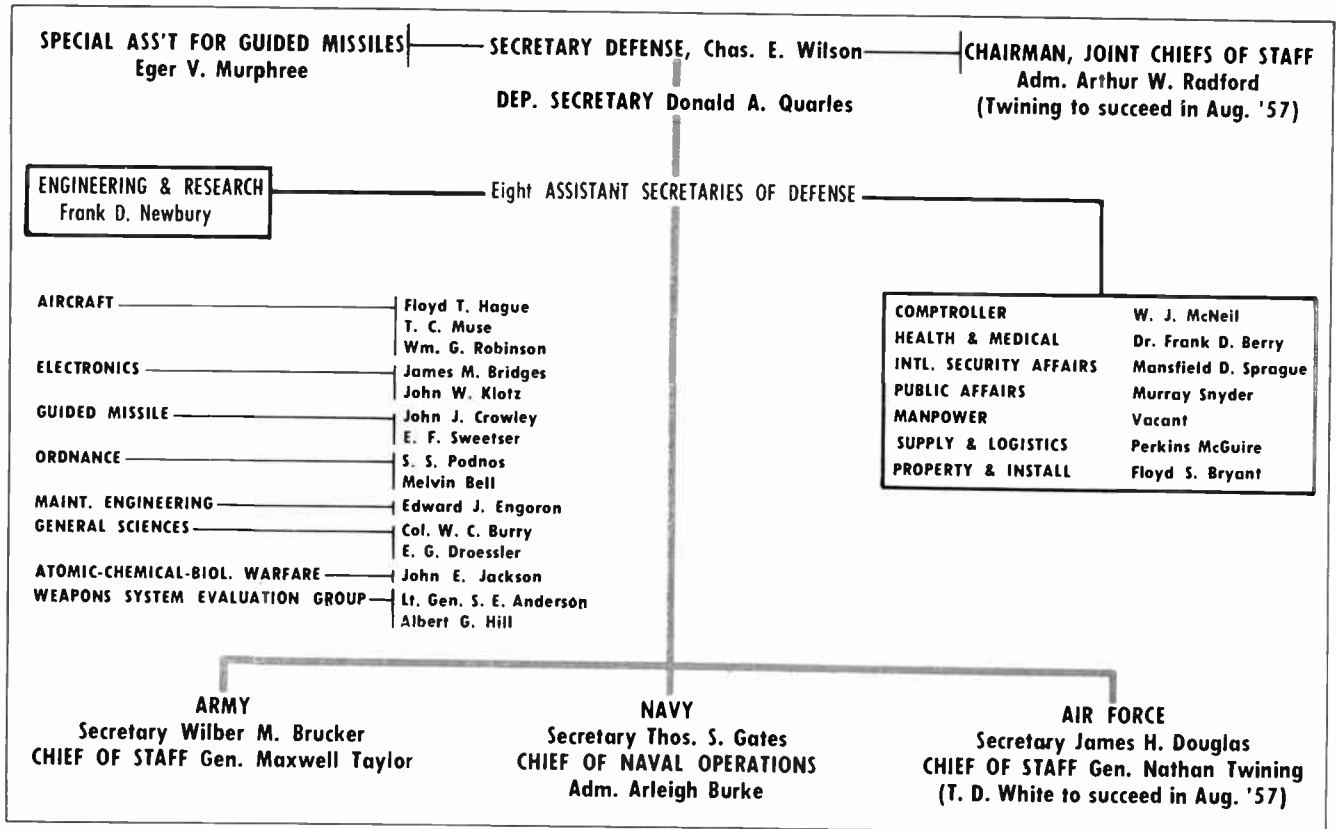 SPECIAL ASS'T FOR GUIDED MISSILES
Eger V. Murphree
SECRETARY DEFENSE, Chas. E. Wilson
DEP. SECRETARY Donald A. Quarles
CHAIRMAN, JOINT CHIEFS OF STAFF
Adm. Arthur W. Radford
(Twining to succeed in Aug. '57)
ENGINEERING & RESEARCH
Frank D. Newbury
Eight ASSISTANT SECRETARIES OF DEFENSE
AIRCRAFT Floyd T. Hague
T. C. Muse
Wm. G. Robinson
ELECTRONICS James M. Bridges
John W. Klotz
GUIDED MISSILE John J. Crowley
E. F. Sweetser
ORDNANCE S. S. Podnos
Melvin Bell
MAINT. ENGINEERING Edward J. Engoron
GENERAL SCIENCES Col. W. C. Burry
E. G. Droessler
ATOMIC-CHEMICAL-BIOL. WARFARE John E. Jackson
WEAPONS SYSTEM EVALUATION GROUP Lt. Gen. S. E. Anderson
Albert G. Hill
COMPTROLLER W. J. McNeil
HEALTH & MEDICAL Dr. Frank D. Berry
INTL. SECURITY AFFAIRS Mansfield D. Sprague
PUBLIC AFFAIRS Murray Snyder
MANPOWER Vacant
SUPPLY & LOGISTICS Perkins McGuire
PROPERTY & INSTALL Floyd S. Bryant
ARMY
Secretary Wilber M. Brucker
CHIEF OF STAFF Gen. Maxwell Taylor
NAVY
Secretary Thos. S. Gates
CHIEF OF NAVAL OPERATIONS
Adm. Arleigh Burke
AIR FORCE
Secretary James H. Douglas
CHIEF OF STAFF Gen. Nathan Twining
(T. D. White to succeed in Aug. '57)